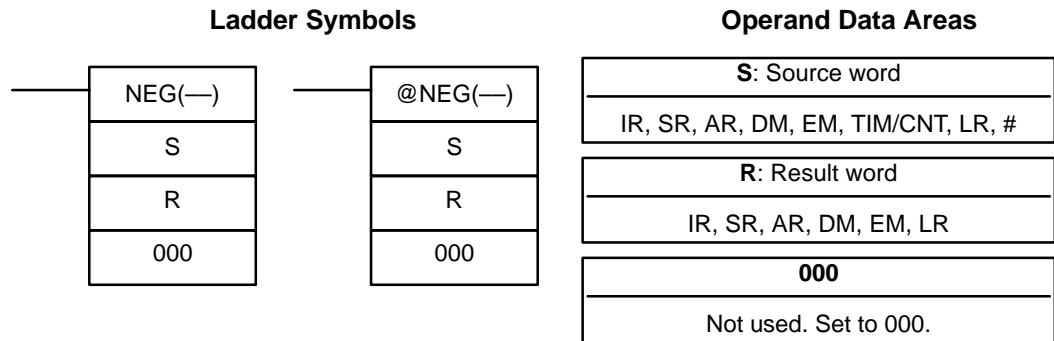 Ladder Symbols
NEG(––)
S
R
000
@NEG(––)
S
R
000
Operand Data Areas
S: Source word
IR, SR, AR, DM, EM, TIM/CNT, LR, #
R: Result word
IR, SR, AR, DM, EM, LR
000
Not used. Set to 000.